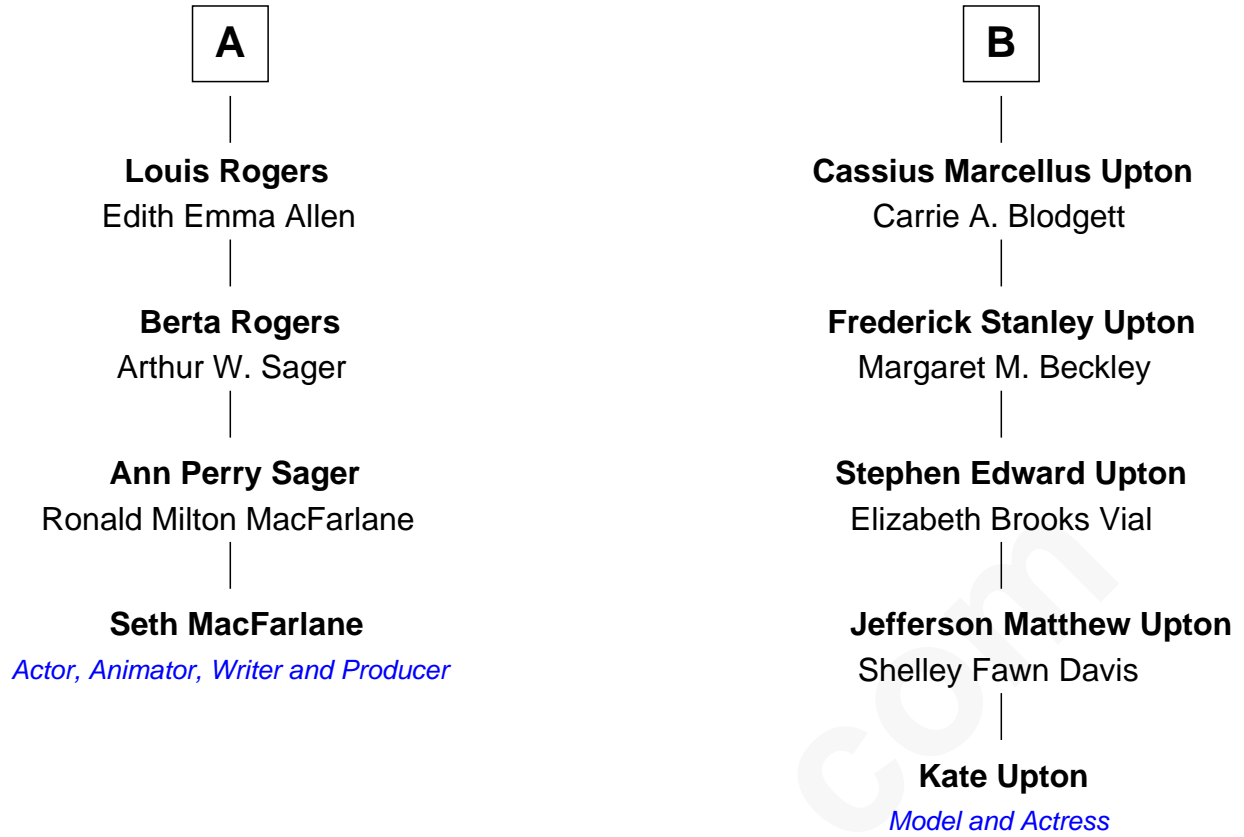 A
Louis Rogers
Edith Emma Allen
Berta Rogers
Arthur W. Sager
Ann Perry Sager
Ronald Milton MacFarlane
Seth MacFarlane
Actor, Animator, Writer and Producer
B
Cassius Marcellus Upton
Carrie A. Blodgett
Frederick Stanley Upton
Margaret M. Beckley
Stephen Edward Upton
Elizabeth Brooks Vial
Jefferson Matthew Upton
Shelley Fawn Davis
Kate Upton
Model and Actress
com